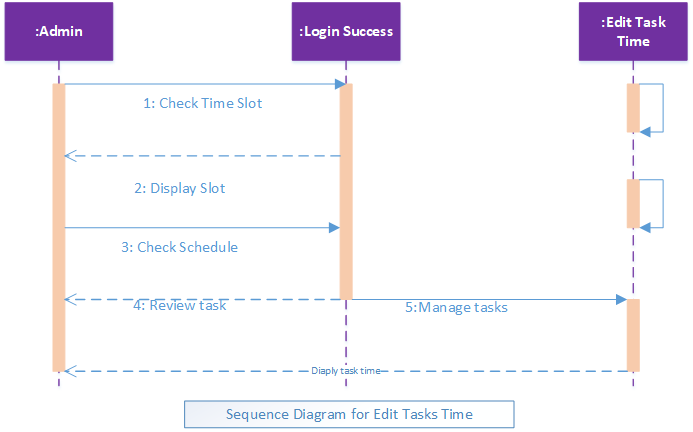 :Admin
:Login Success
:Edit Task
Time
1: Check Time Slot
2: Display Slot
3: Check Schedule
4: Review task
5:Manage tasks
Diaply task time
Sequence Diagram for Edit Tasks Time